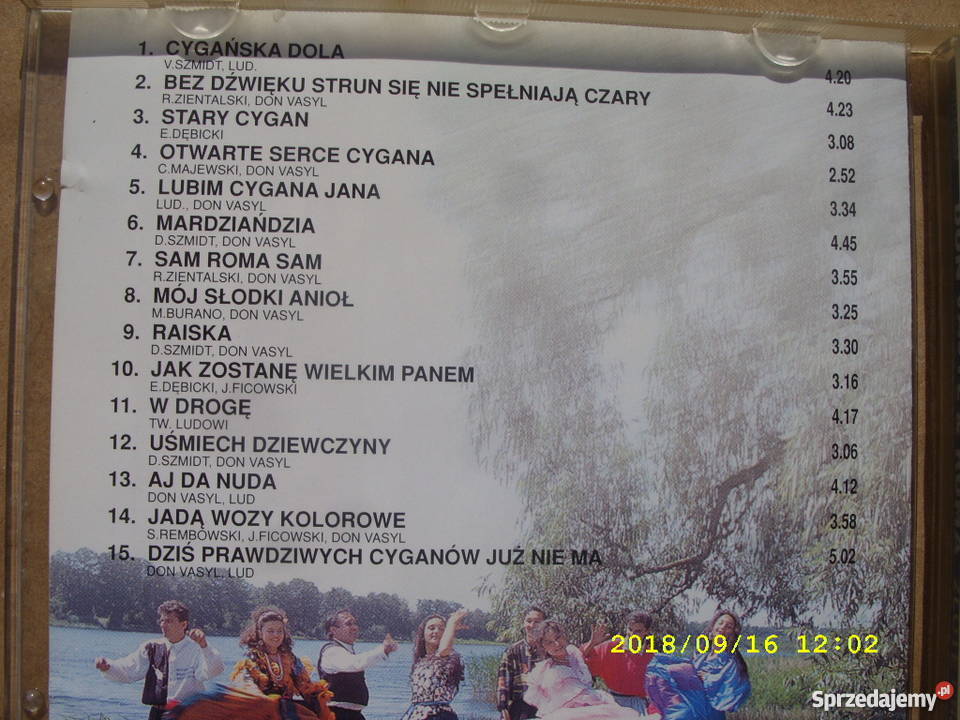 1. CYGAŃSKA DOLA 4.20
V.SZMIDT, LUD.
2. BEZ DŹWIĘKU STRUN SIĘ NIE SPEŁNIAJĄ CZARY 4.23
R.ZIENTALSKI, DON VASYL
3. STARY CYGAN 3.08
E.DĘBICKI
4. OTWARTE SERCE CYGANA 2.52
C.MAJEWSKI, DON VASYL
5. LUBIM CYGANA JANA 3.34
LUD., DON VASYL
6. MARDZIAŃDZIA 4.45
D.SZMIDT, DON VASYL
7. SAM ROMA SAM 3.55
R.ZIENTALSKI, DON VASYL
8. MÓJ SŁODKI ANIOŁ 3.25
M.BURANO, DON VASYL
9. RAISKA 3.30
D.SZMIDT, DON VASYL
10. JAK ZOSTANĘ WIELKIM PANEM 3.16
E.DĘBICKI, J.FICOWSKI
11. W DROGĘ 4.17
TW. LUDOWI
12. UŚMIECH DZIEWCZYNY 3.06
D.SZMIDT, DON VASYL
13. AJ DA NUDA 4.12
DON VASYL, LUD
14. JADĄ WOZY KOLOROWE 3.58
S.REMBOWSKI, J.FICOWSKI, DON VASYL
15. DZIŚ PRAWDZIWYCH CYGANÓW JUŻ NIE MA 5.02
DON VASYL, LUD
2018/09/16 12:02
Sprzedajemy.pl